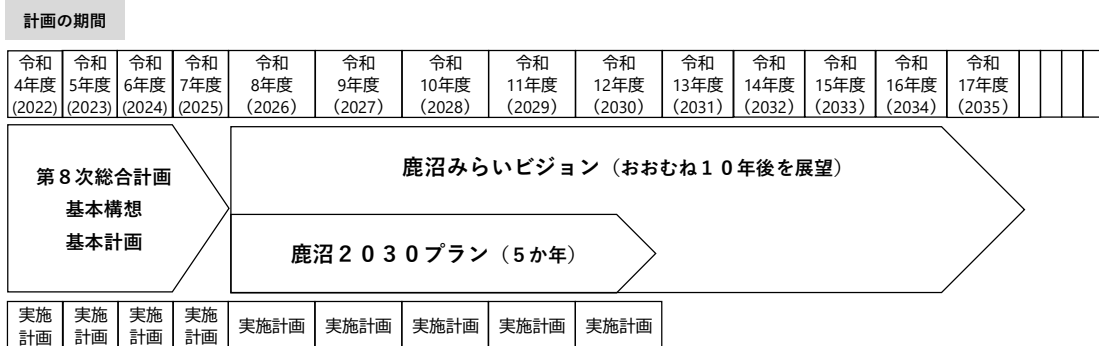 計画の期間
令和 令和 令和 令和 令和 令和 令和 令和 令和 令和 令和 令和 令和 令和
4年度 5年度 6年度 7年度 8年度 9年度 10年度 11年度 12年度 13年度 14年度 15年度 16年度 17年度
(2022) (2023) (2024) (2025) (2026) (2027) (2028) (2029) (2030) (2031) (2032) (2033) (2034) (2035)
鹿沼みらいビジョン（おおむね１０年後を展望）
第８次総合計画
基本構想
基本計画
鹿沼２０３０プラン（５か年）
実施 実施 実施 実施
計画 計画 計画 計画
実施計画 実施計画 実施計画 実施計画 実施計画